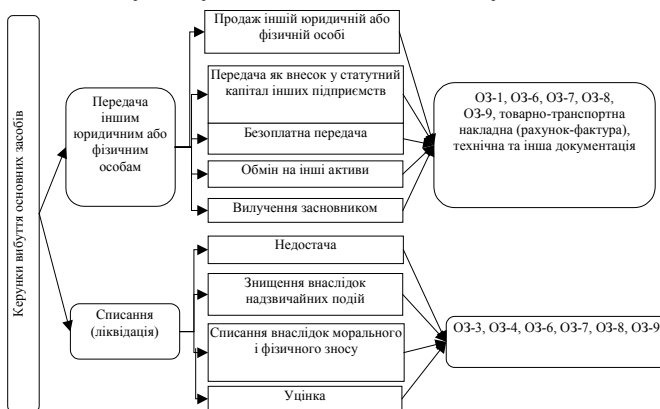 Керунки вибуття основних засобів
Передача
іншим
юридичним або
фізичним
особам
Продаж іншій юридичній або
фізичній особі
Передача як внесок у статутний
капітал інших підприємств
Безоплатна передача
Обмін на інші активи
Вилучення засновником
ОЗ-1, ОЗ-6, ОЗ-7, ОЗ-8,
ОЗ-9, товарно-транспортна
накладна (рахунок-фактура),
технічна та інша документація
Списання
(ліквідація)
Недостача
Знищення внаслідок
надзвичайних подій
Списання внаслідок морального
і фізичного зносу
Уцінка
ОЗ-3, ОЗ-4, ОЗ-6, ОЗ-7, ОЗ-8, ОЗ-9